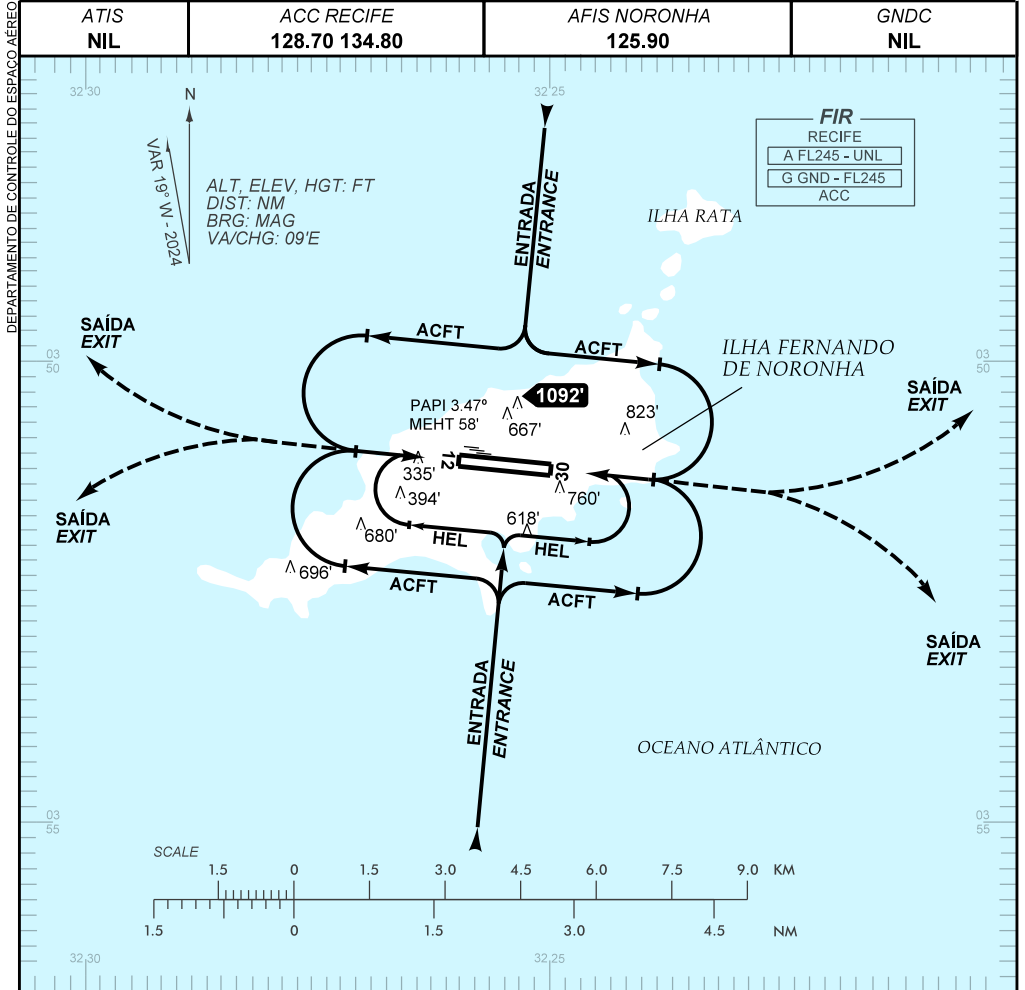 DEPARTAMENTO DE CONTROLE DO ESPAÇO AÉREO
ATIS
NIL
ACC RECIFE
128.70 134.80
AFIS NORONHA
125.90
GNDC
NIL
32 30
32 25
N
VAR 19° W - 2024
ALT, ELEV, HGT: FT
DIST: NM
BRG: MAG
VA/CHG: 09'E
FIR
RECIFE
A FL245 - UNL
G GND - FL245
ACC
ENTRADA
ENTRANCE
ILHA RATA
SAÍDA
EXIT
ACFT
ACFT
ILHA FERNANDO
DE NORONHA
03
50
03
50
SAÍDA
EXIT
PAPI 3.47º
MEHT 58'
1092'
667'
823'
12
30
335'
394'
760'
680'
618'
HEL
HEL
696'
SAÍDA
EXIT
ACFT
ACFT
SAÍDA
EXIT
ENTRADA
ENTRANCE
OCEANO ATLÂNTICO
03
55
03
55
SCALE
1.5 0 1.5 3.0 4.5 6.0 7.5 9.0 KM
1.5 0 1.5 3.0 4.5 NM
32 30
32 25